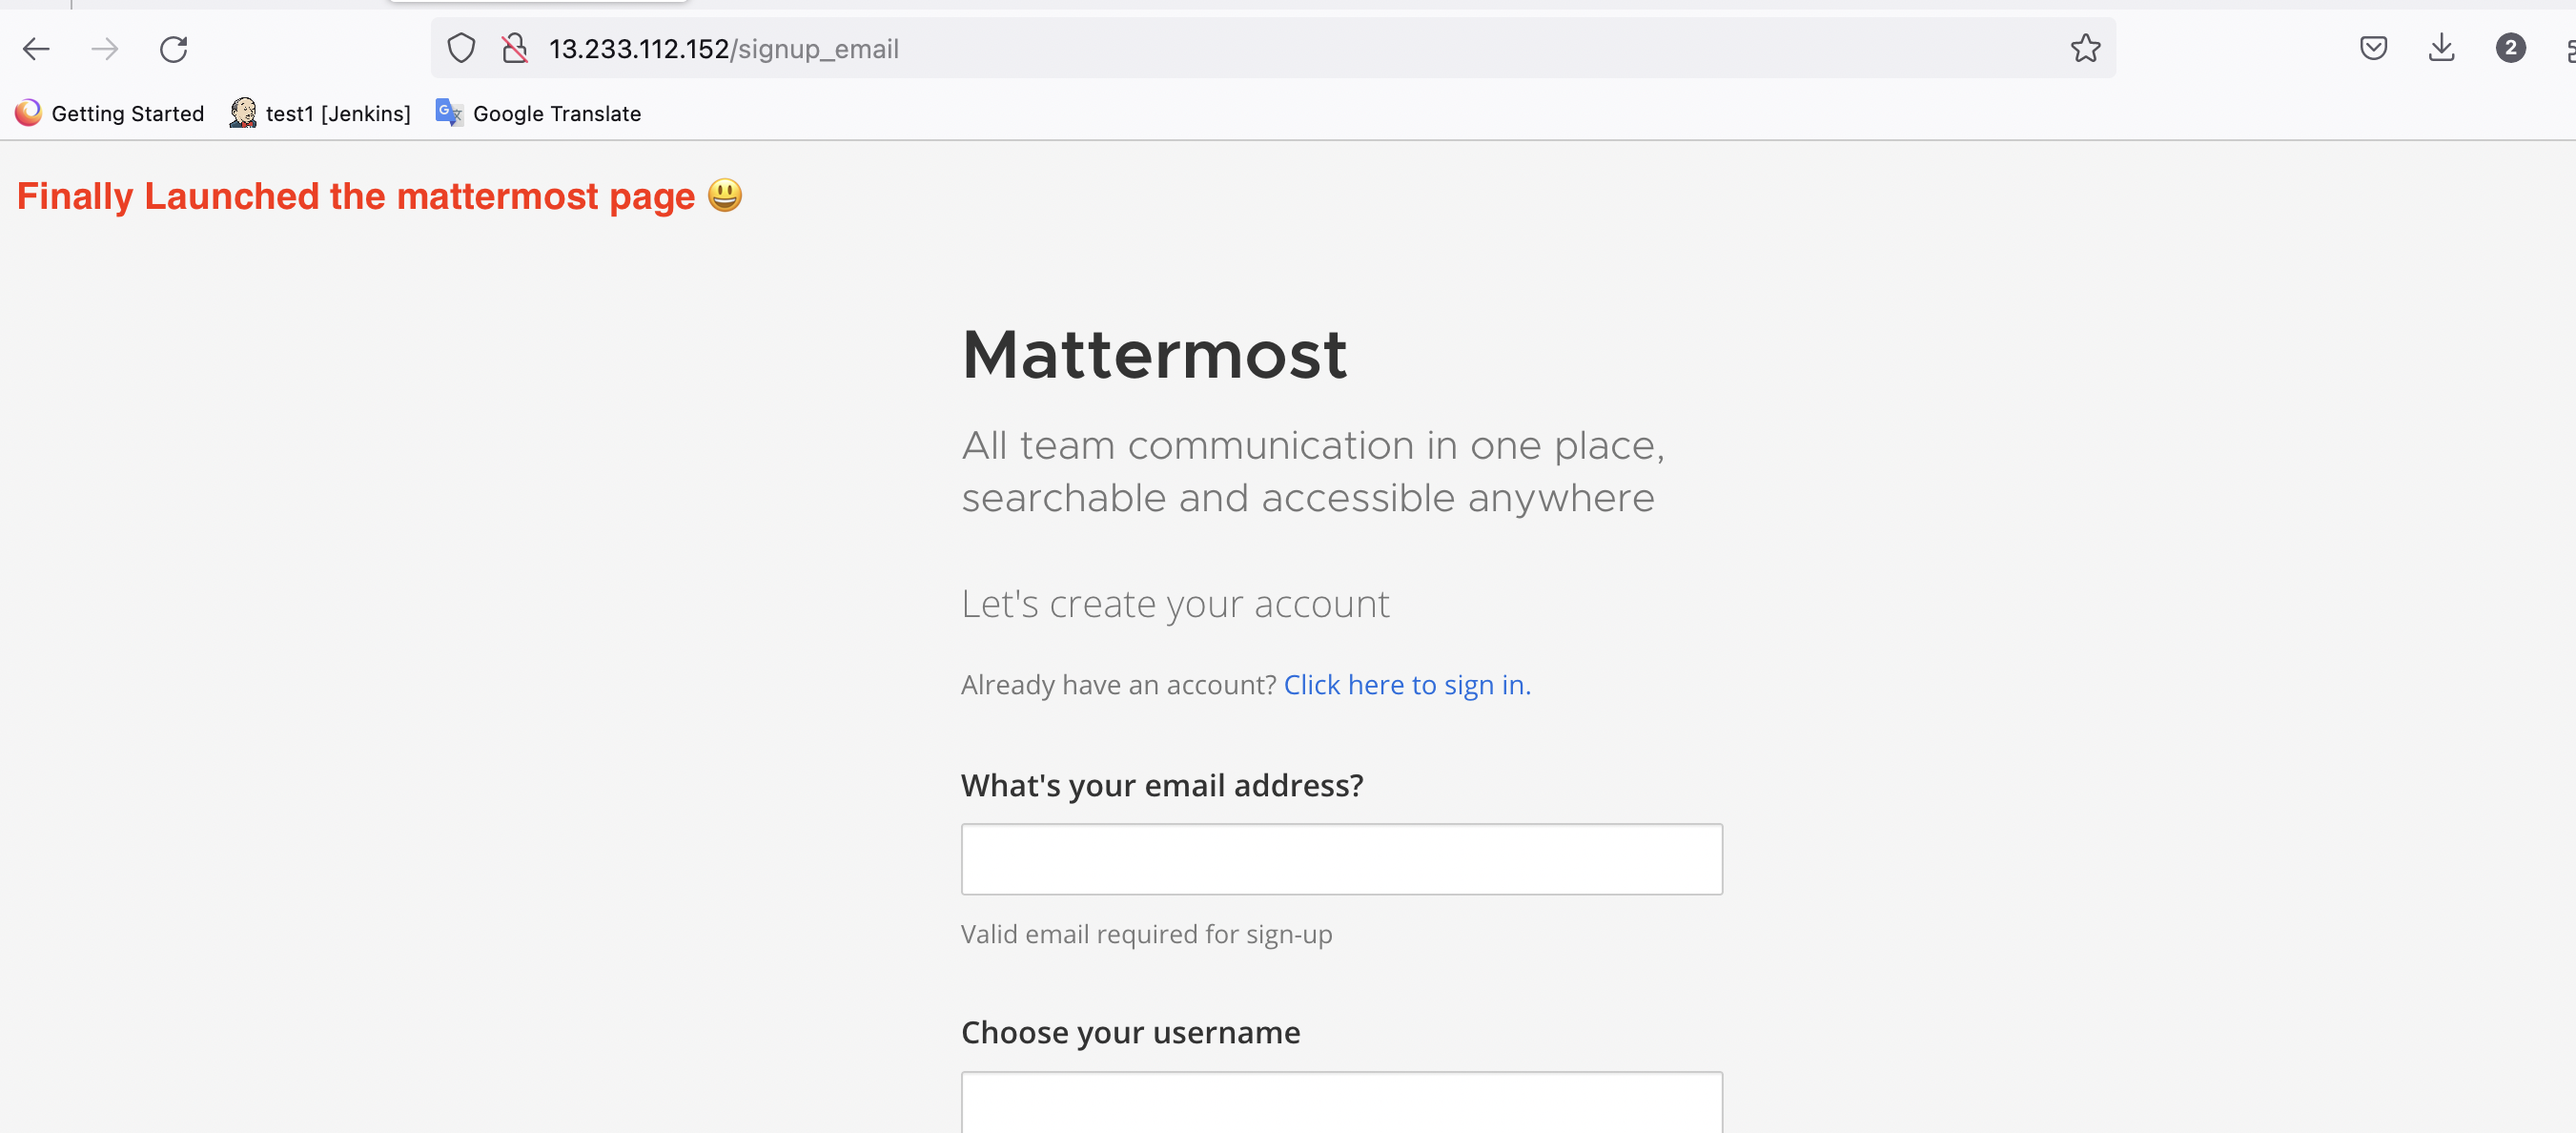 13.233.112.152/signup_email
2
Getting Started
test1 [Jenkins]
Google Translate
Finally Launched the mattermost page 😃
Mattermost
All team communication in one place,
searchable and accessible anywhere
Let's create your account
Already have an account? Click here to sign in.
What's your email address?
Valid email required for sign-up
Choose your username